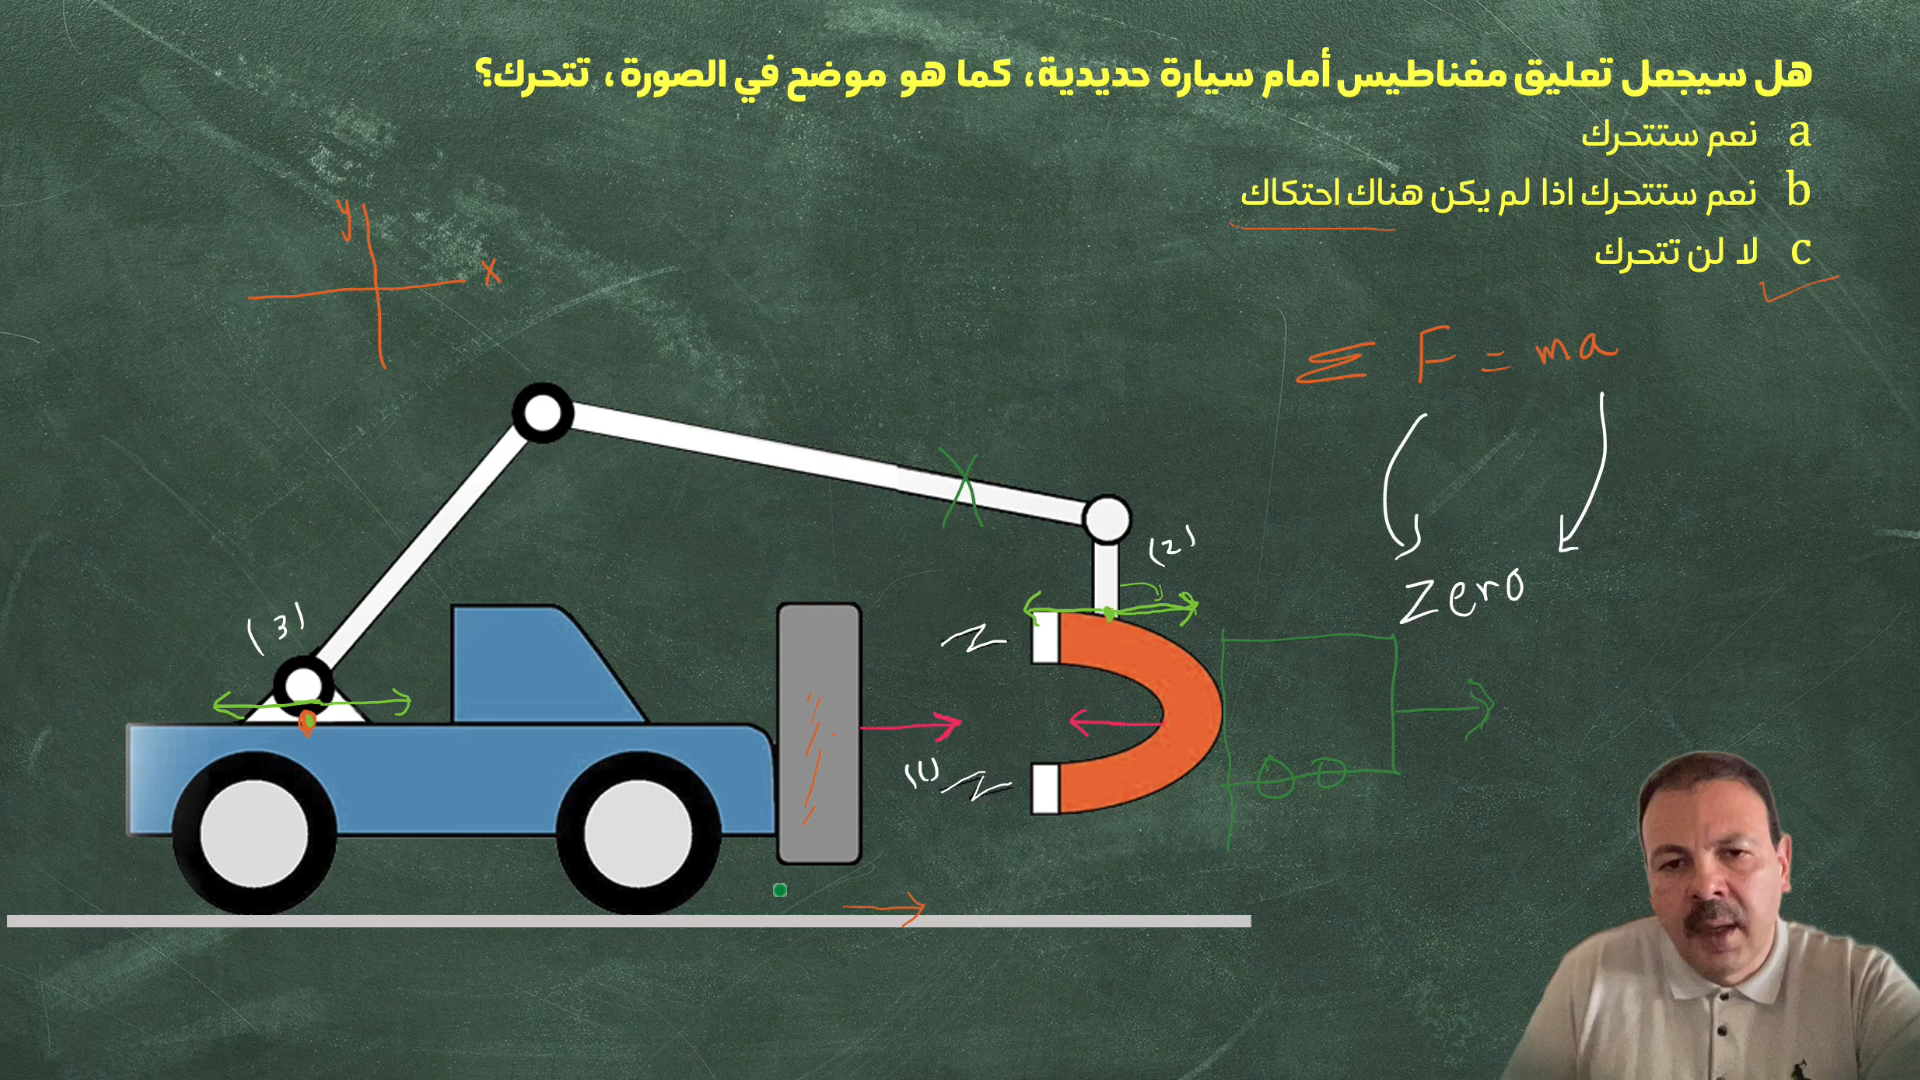 هل سيجعل تعليق مغناطيس أمام سيارة حديدية، كما هو موضح في الصورة ، تتحرك؟
a نعم ستتحرك
b نعم ستتحرك اذا لم يكن هناك احتكاك
c لا لن تتحرك
y
x
Σ F = ma
Zero
(2)
(3)
(1)